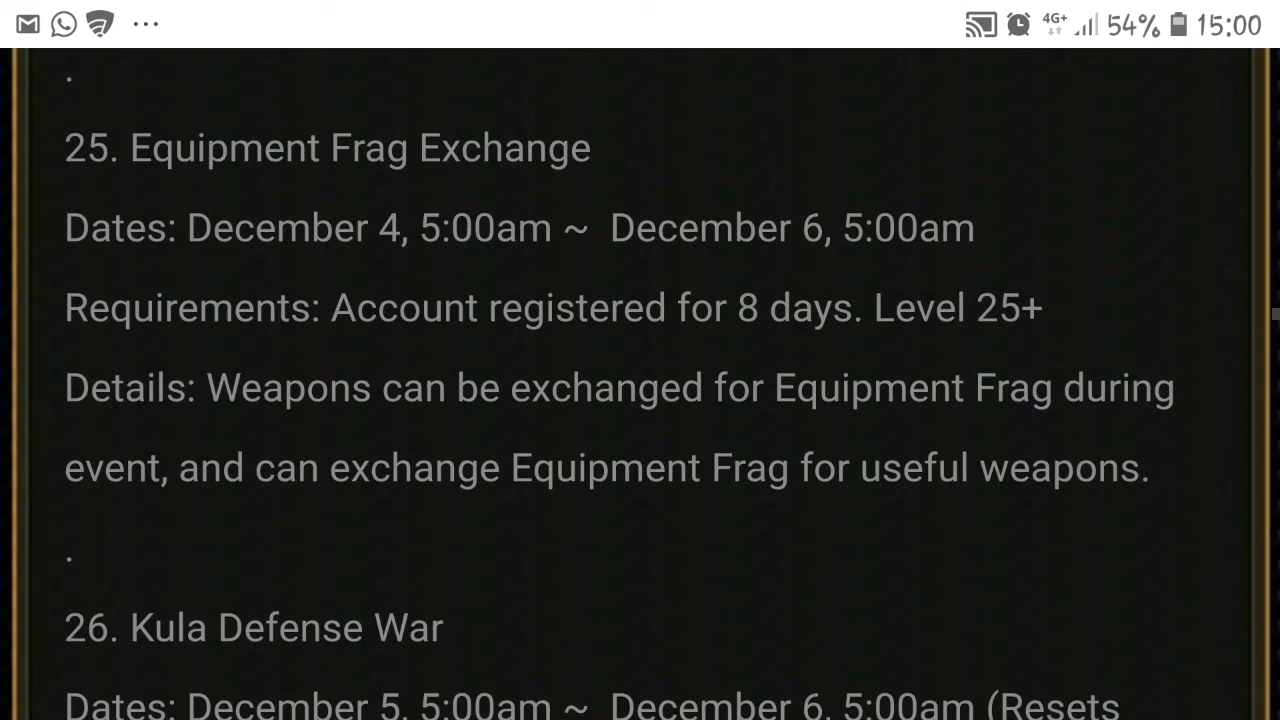 4G+ 54% 15:00
.
25. Equipment Frag Exchange
Dates: December 4, 5:00am ~ December 6, 5:00am
Requirements: Account registered for 8 days. Level 25+
Details: Weapons can be exchanged for Equipment Frag during
event, and can exchange Equipment Frag for useful weapons.
.
26. Kula Defense War
Dates: December 5, 5:00am ~ December 6, 5:00am (Resets